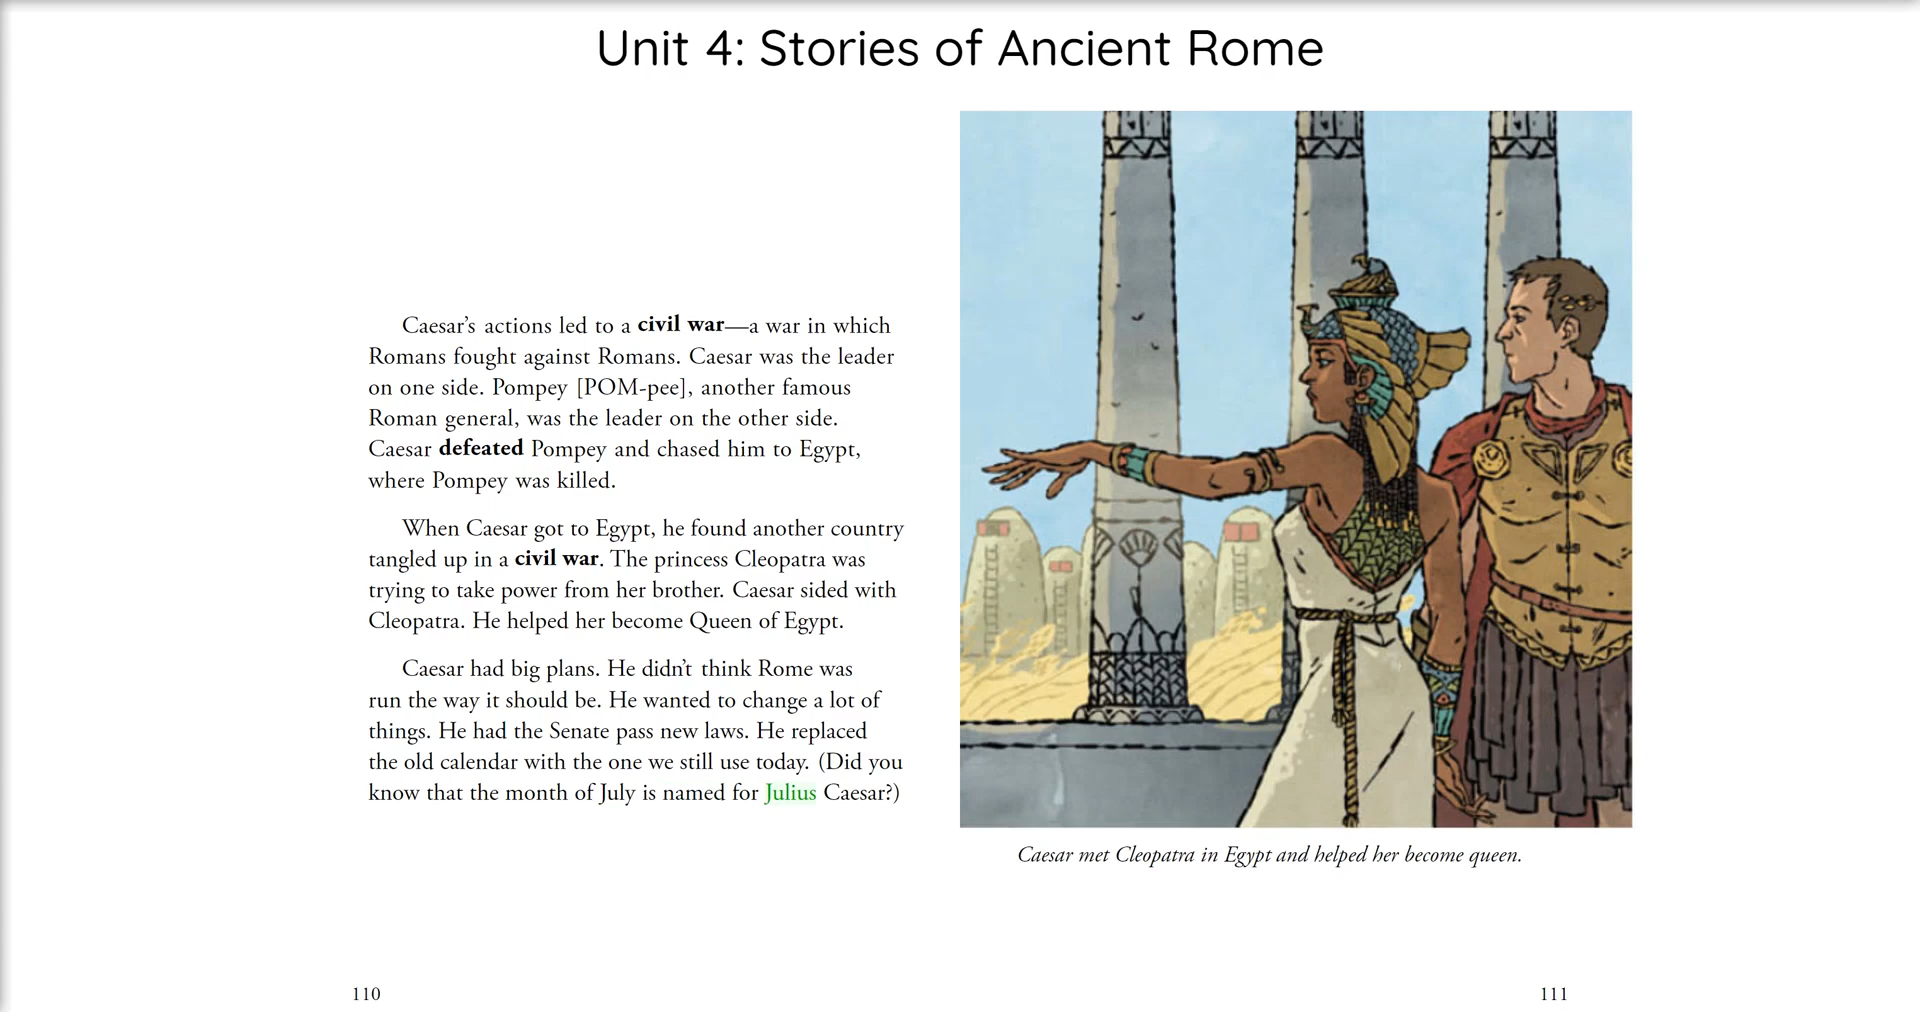 Unit 4: Stories of Ancient Rome
Caesar's actions led to a civil war—a war in which
Romans fought against Romans. Caesar was the leader
on one side. Pompey [POM-pee], another famous
Roman general, was the leader on the other side.
Caesar defeated Pompey and chased him to Egypt,
where Pompey was killed.
When Caesar got to Egypt, he found another country
tangled up in a civil war. The princess Cleopatra was
trying to take power from her brother. Caesar sided with
Cleopatra. He helped her become Queen of Egypt.
Caesar had big plans. He didn't think Rome was
run the way it should be. He wanted to change a lot of
things. He had the Senate pass new laws. He replaced
the old calendar with the one we still use today. (Did you
know that the month of July is named for Julius Caesar?)
Caesar met Cleopatra in Egypt and helped her become queen.
110
111